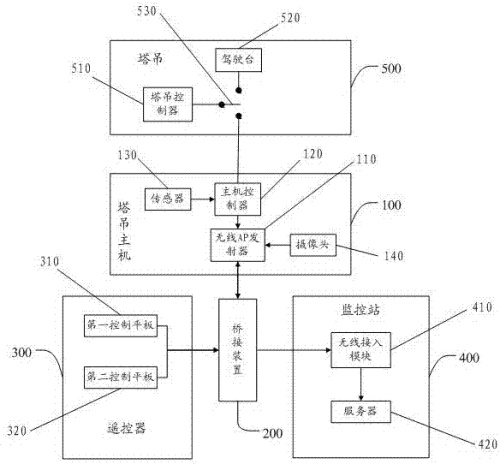 520
530
塔吊
驾驶台
510
500
塔吊控
制器
130
120
110
传感器
主机控
制器
100
塔吊主机
无线AP发
射器
摄像头
140
310
第一控制平板
300
第二控制平板
320
遥控器
桥接
装置
200
监控站
410
无线接入
模块
400
服务器
420